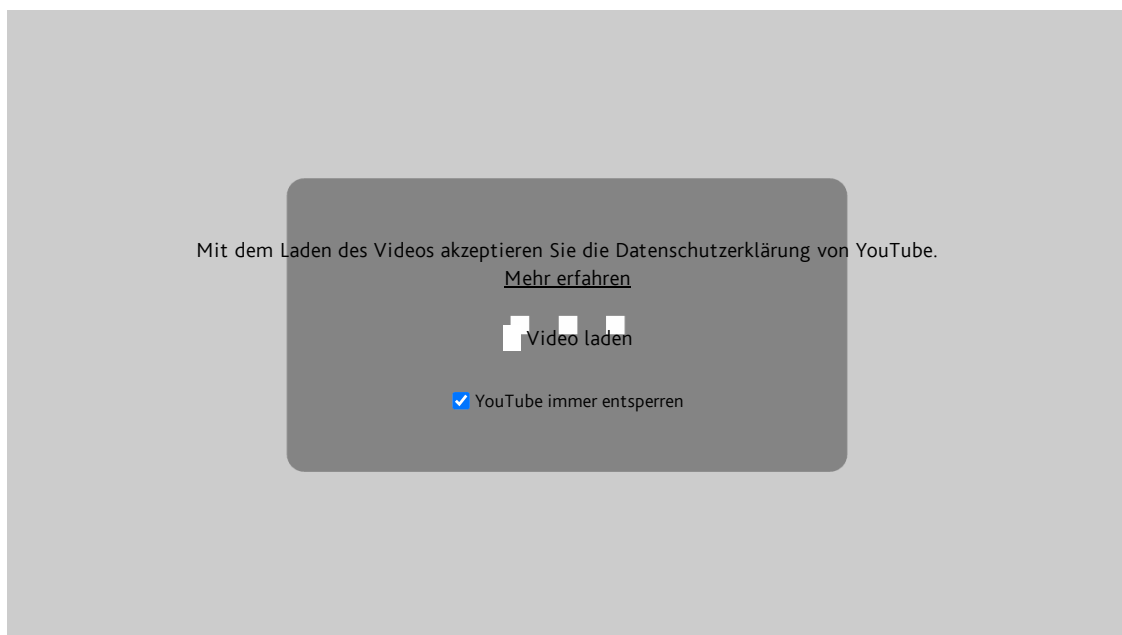 Mit dem Laden des Videos akzeptieren Sie die Datenschutzerklärung von YouTube.
Mehr erfahren
Video laden
YouTube immer entsperren